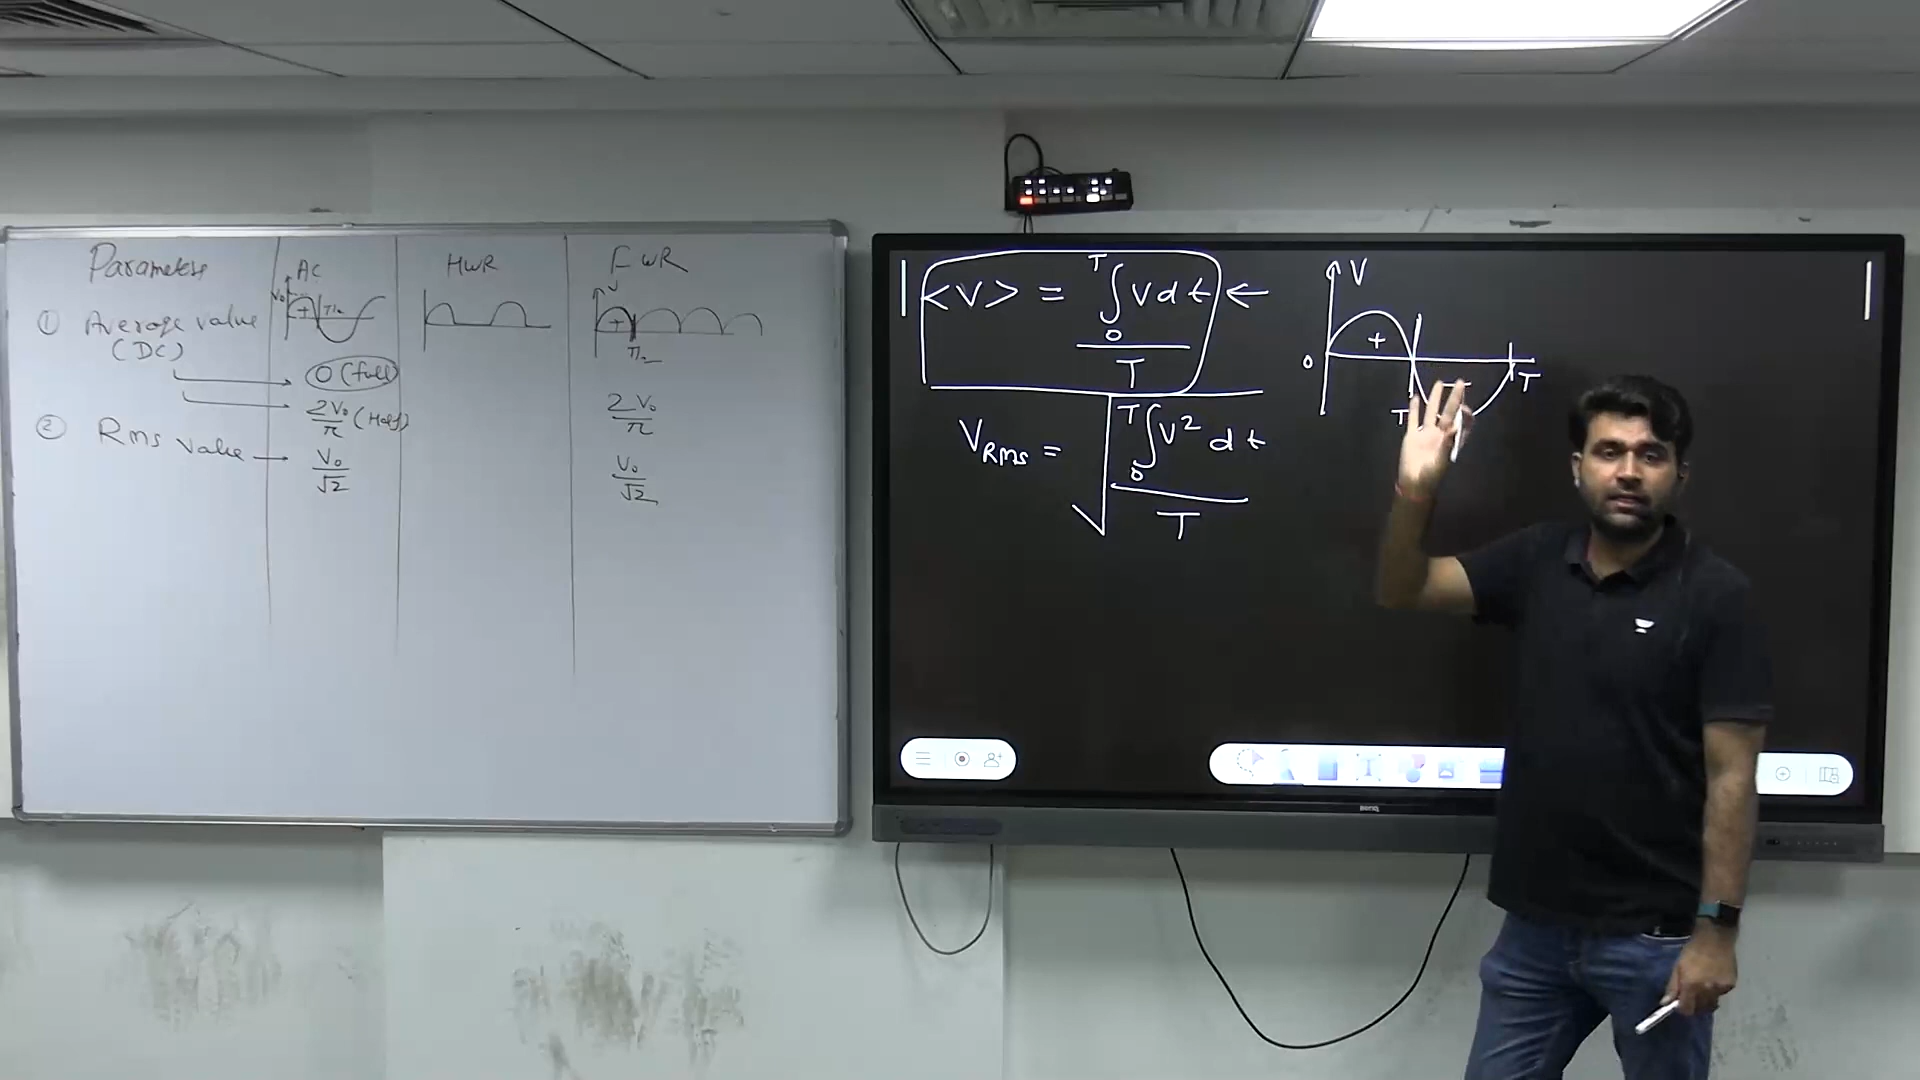 Parameters AC HWR FWR
V₀ T/2 V
① Average value
(DC)
0 (full)
2V₀/π (Half) 2V₀/π
② Rms value → V₀/√2 V₀/√2
+ + T/2
<V> = ∫₀ᵀ V dt / T ←
V_Rms = √(∫₀ᵀ V² dt / T)
V
+
0
T
T
BenQ